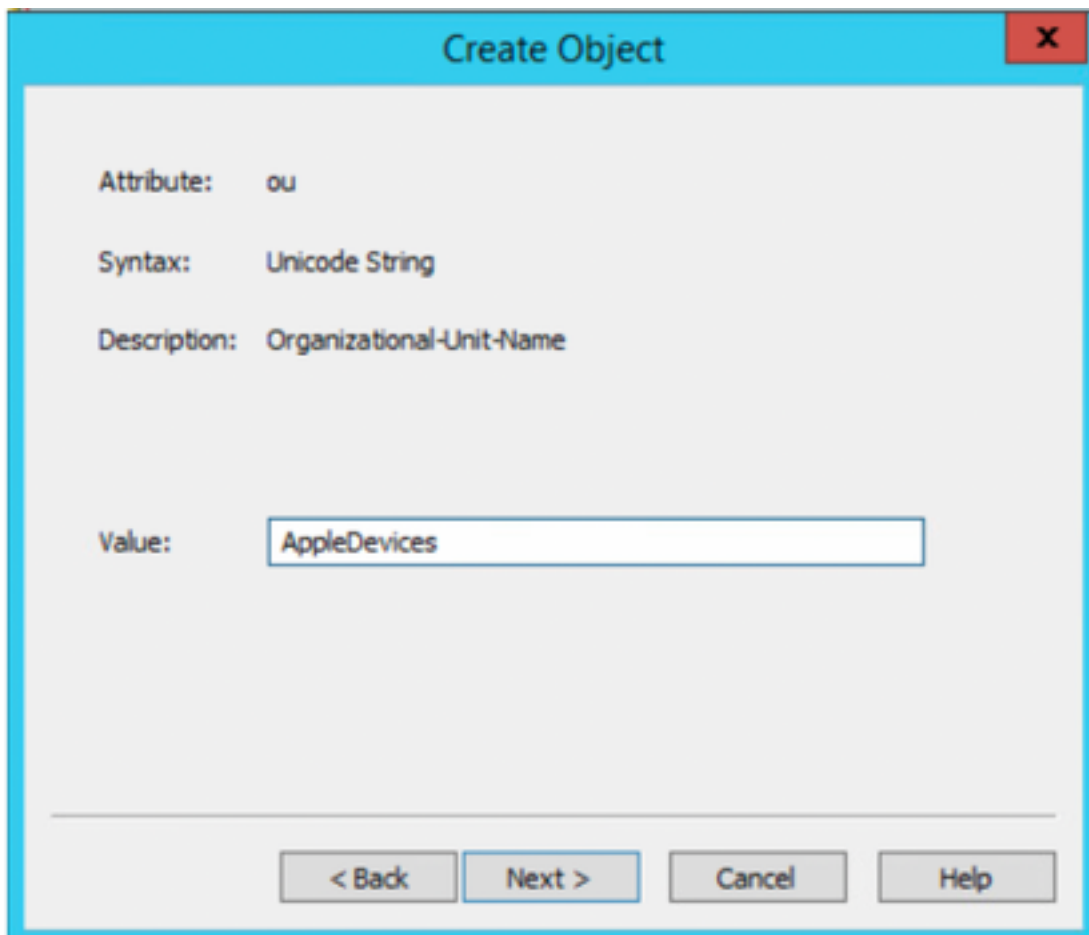 Create Object
x
Attribute: ou
Syntax: Unicode String
Description: Organizational-Unit-Name
Value: AppleDevices
< Back Next > Cancel Help